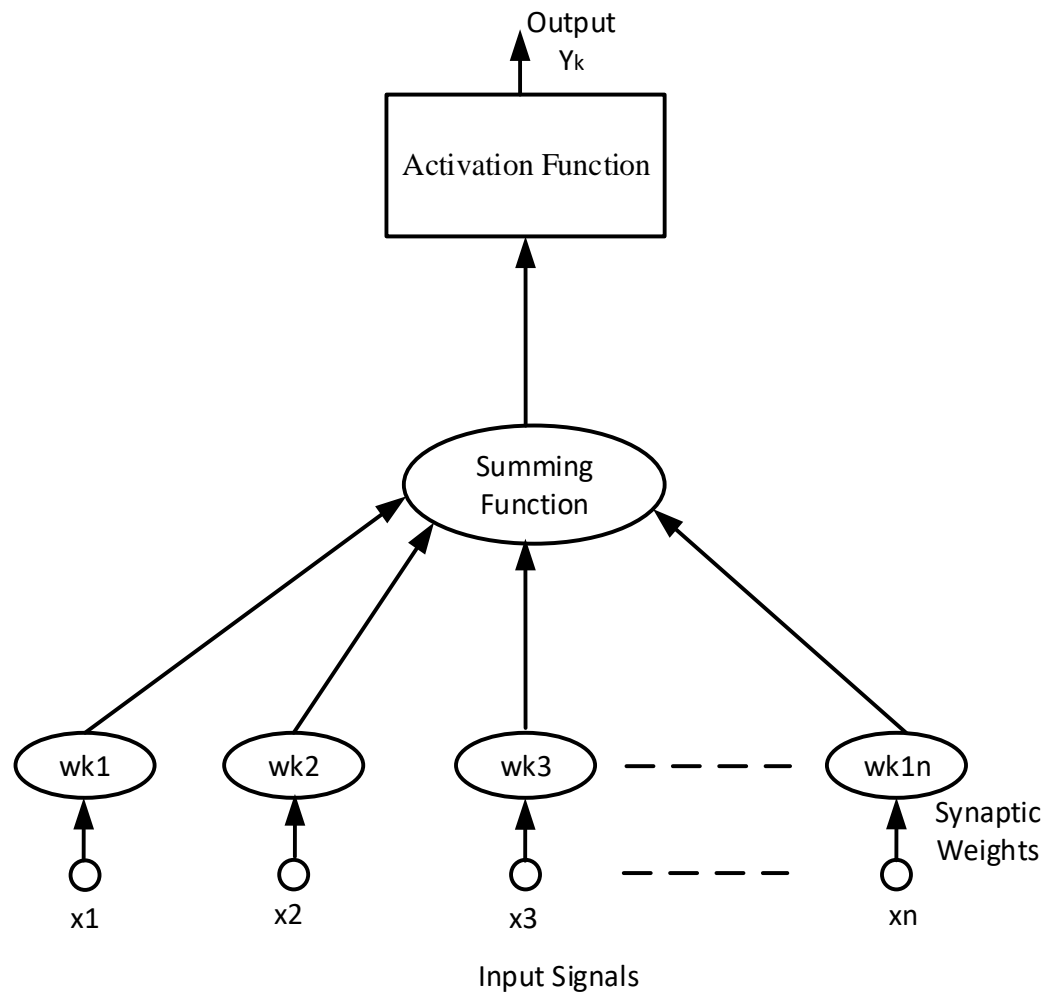 Output
Yk
Activation Function
Summing
Function
wk1
wk2
wk3
wk1n
Synaptic
Weights
x1
x2
x3
xn
Input Signals